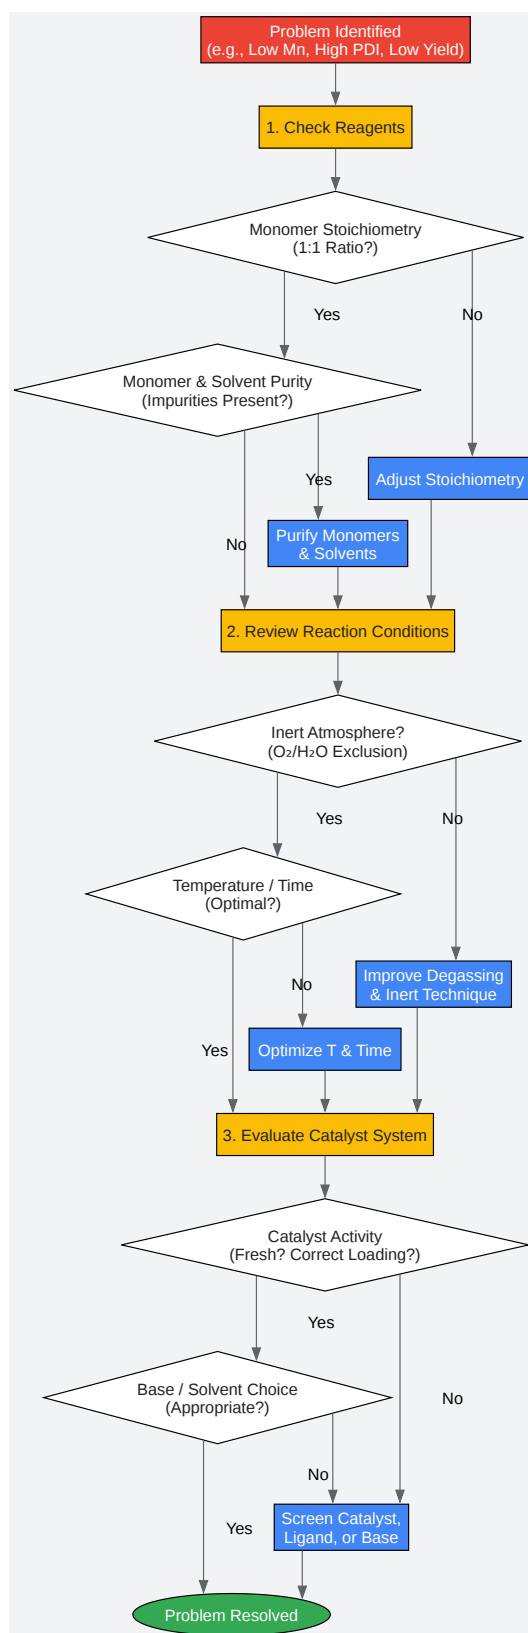 Problem Identified
(e.g., Low Mn, High PDI, Low Yield)
1. Check Reagents
Monomer Stoichiometry
(1:1 Ratio?)
Yes
No
Monomer & Solvent Purity
(Impurities Present?)
Yes
Adjust Stoichiometry
No
Purify Monomers
& Solvents
2. Review Reaction Conditions
Inert Atmosphere?
(O₂/H₂O Exclusion)
Yes
No
Temperature / Time
(Optimal?)
No
Improve Degassing
& Inert Technique
Yes
Optimize T & Time
3. Evaluate Catalyst System
Catalyst Activity
(Fresh? Correct Loading?)
Yes
Base / Solvent Choice
(Appropriate?)
No
No
Yes
Screen Catalyst,
Ligand, or Base
Problem Resolved